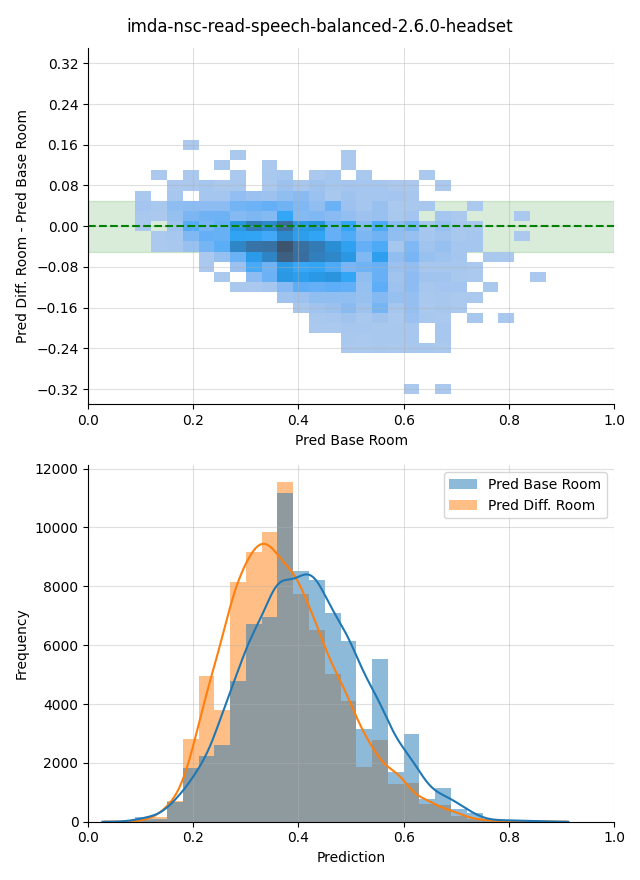 imda-nsc-read-speech-balanced-2.6.0-headset
0.32
0.24
0.16
0.08
0.00
−0.08
−0.16
−0.24
−0.32
Pred Diff. Room - Pred Base Room
0.0 0.2 0.4 0.6 0.8 1.0
Pred Base Room
12000
10000
8000
6000
4000
2000
0
Frequency
Pred Base Room
Pred Diff. Room
0.0 0.2 0.4 0.6 0.8 1.0
Prediction